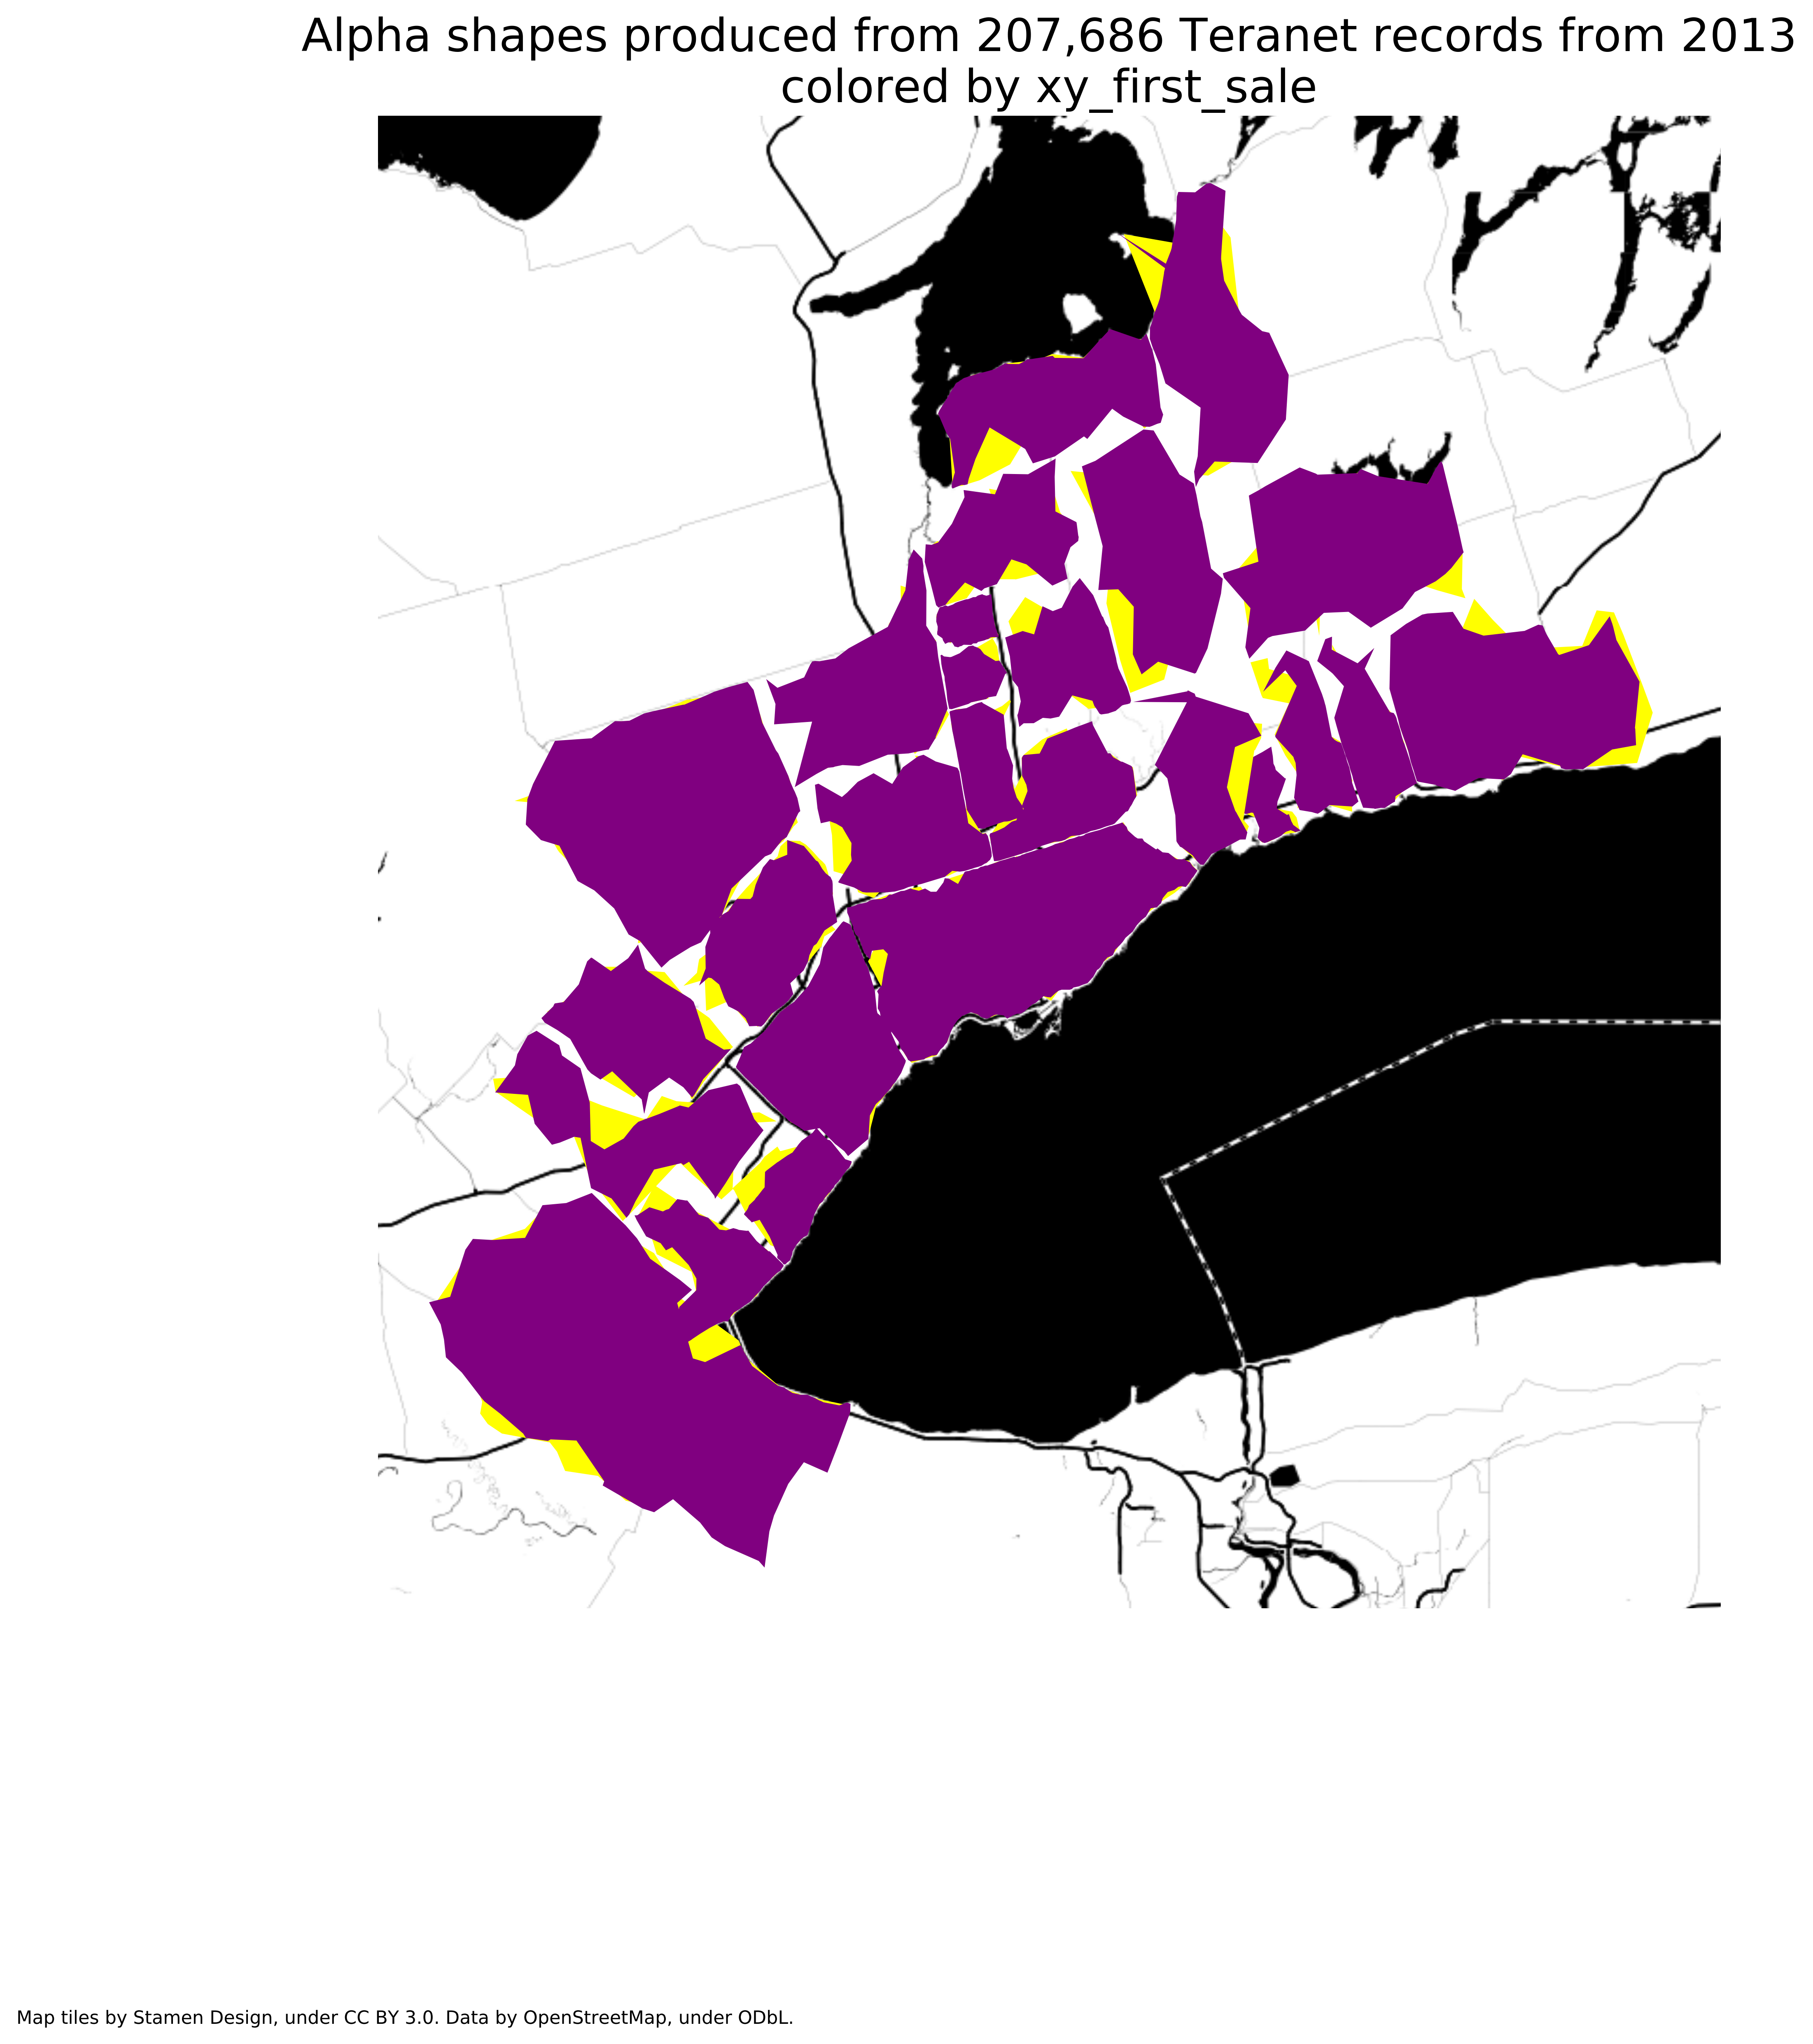 Alpha shapes produced from 207,686 Teranet records from 2013
colored by xy_first_sale
Map tiles by Stamen Design, under CC BY 3.0. Data by OpenStreetMap, under ODbL.